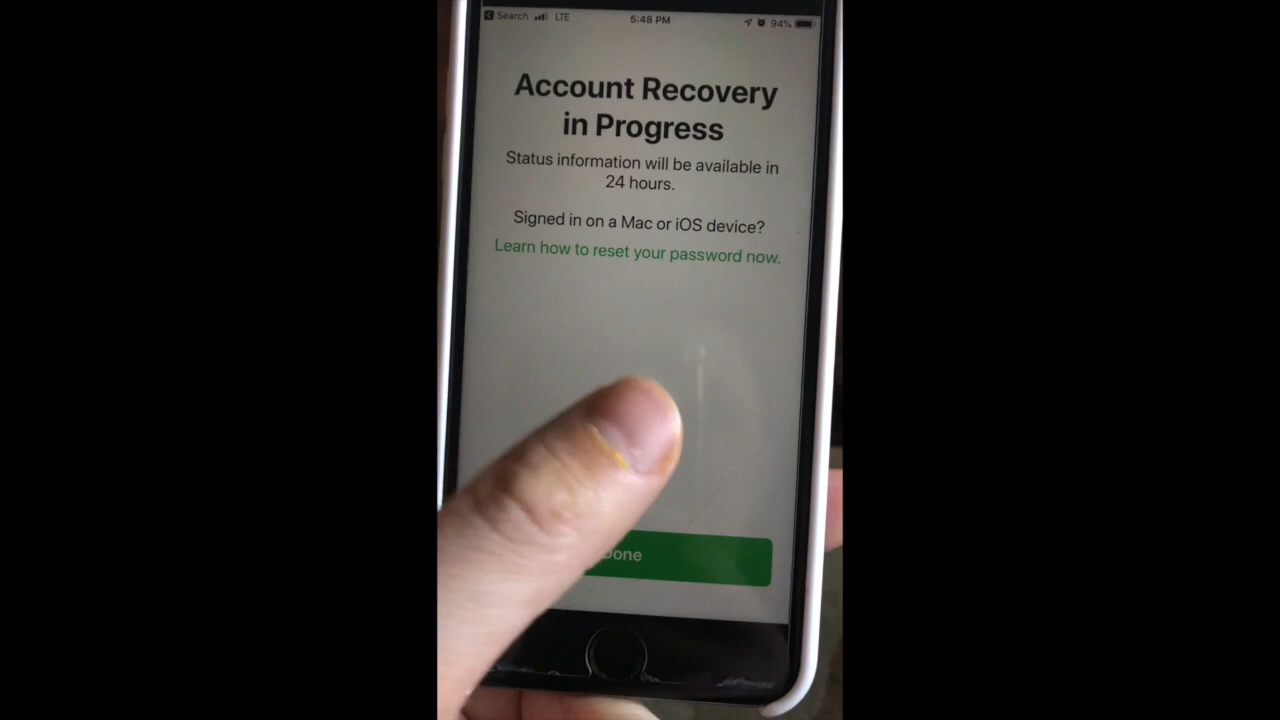 Search LTE 5:48 PM 94%
Account Recovery
in Progress
Status information will be available in
24 hours.
Signed in on a Mac or iOS device?
Learn how to reset your password now.
Done